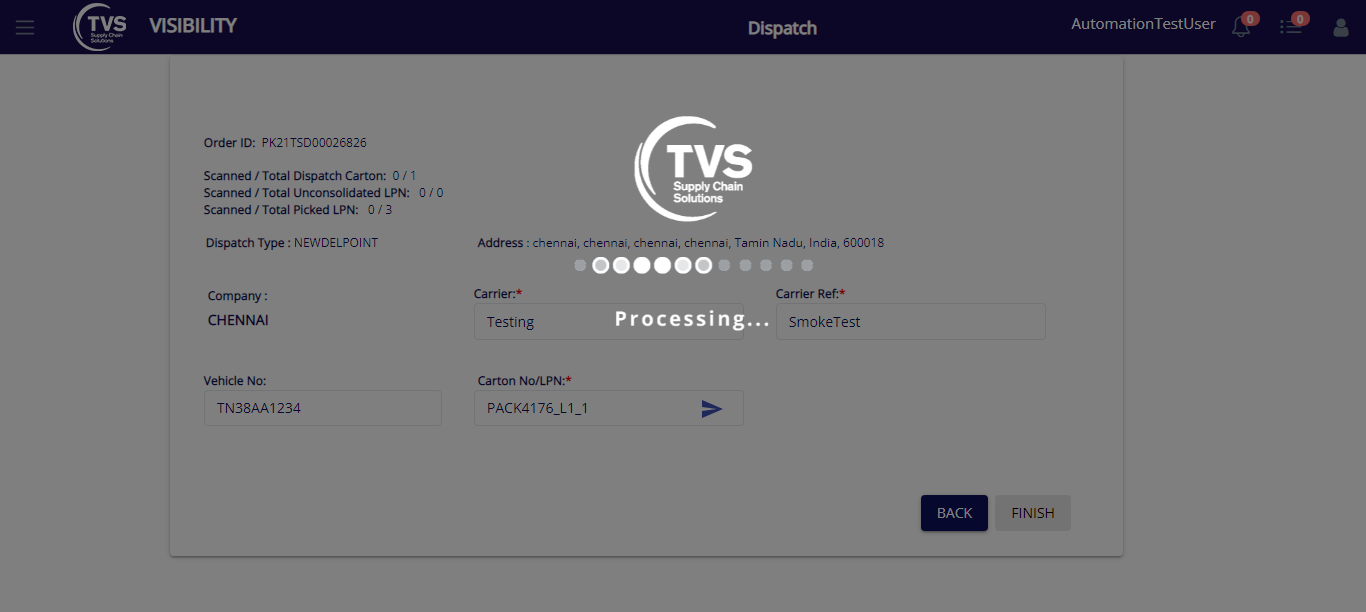 TVS
Supply Chain
Solutions
VISIBILITY
Dispatch
AutomationTestUser
0
0
TVS
Supply Chain
Solutions
Order ID: PK21TSD00026826
Scanned / Total Dispatch Carton: 0 / 1
Scanned / Total Unconsolidated LPN: 0 / 0
Scanned / Total Picked LPN: 0 / 3
Dispatch Type : NEWDELPOINT
Address : chennai, chennai, chennai, chennai, Tamin Nadu, India, 600018
Company :
CHENNAI
Carrier:*
Testing
Carrier Ref:*
SmokeTest
Processing...
Vehicle No:
TN38AA1234
Carton No/LPN:*
PACK4176_L1_1
BACK
FINISH